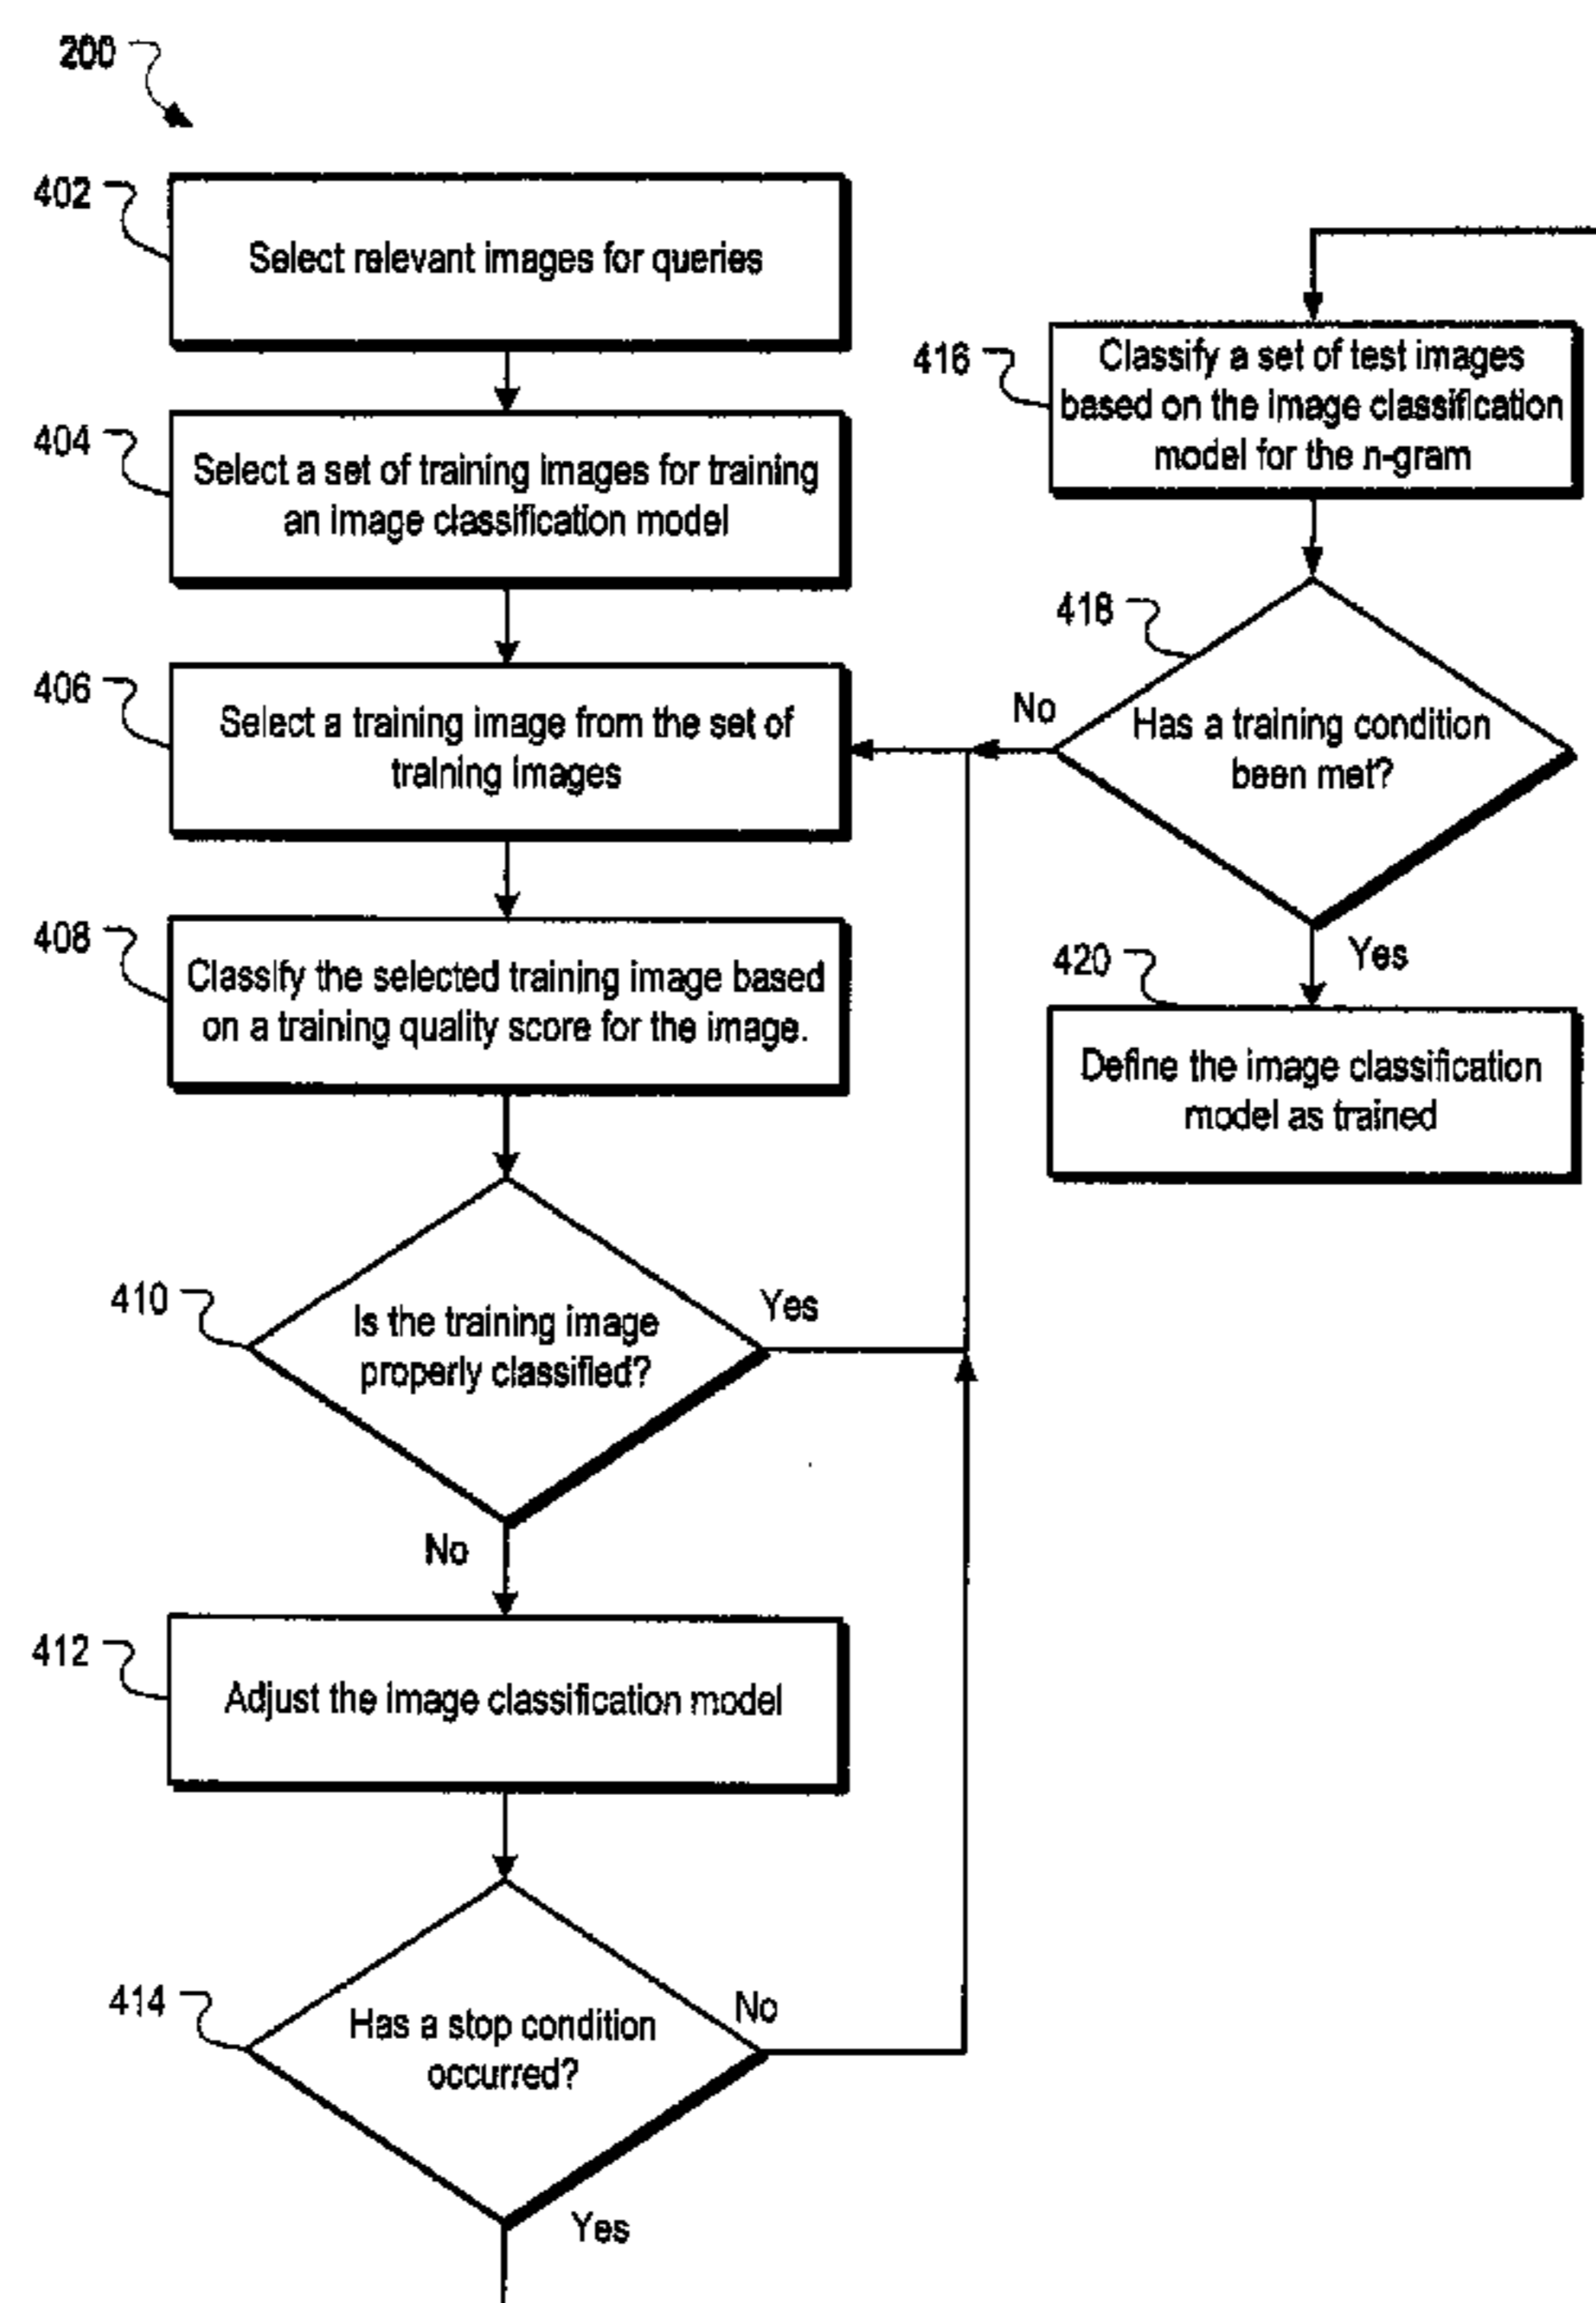 200
402
Select relevant images for queries
404
Select a set of training images for training
an image classification model
406
Select a training image from the set of
training images
408
Classify the selected training image based
on a training quality score for the image.
410
Is the training image
properly classified?
Yes
No
412
Adjust the image classification model
414
Has a stop condition
occurred?
No
Yes
416
Classify a set of test images
based on the image classification
model for the n-gram
418
No
Has a training condition
been met?
Yes
420
Define the image classification
model as trained